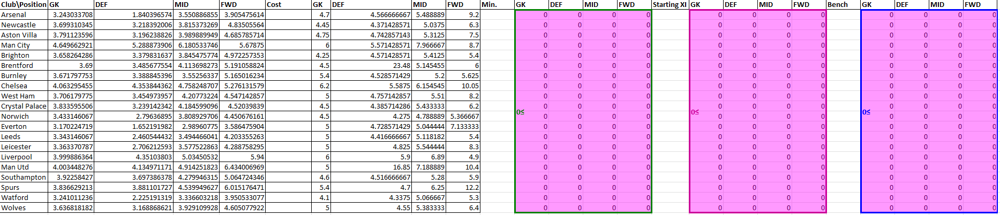 Club\Position GK DEF MID FWD Cost GK DEF MID FWD Min. GK DEF MID FWD Starting XI GK DEF MID FWD Bench GK DEF MID FWD
Arsenal 3.243033708 1.840396574 3.550886855 3.905475614 4.7 4.566666667 5.488889 9.2 0 0 0 0 0 0 0 0 0 0 0 0
Newcastle 3.699310345 3.218392006 3.815373269 4.83505564 4.45 4.371428571 5.0375 6.3 0 0 0 0 0 0 0 0 0 0 0 0
Aston Villa 3.791123596 3.196238826 3.989889949 4.685785714 4.75 4.742857143 5.3125 7.5 0 0 0 0 0 0 0 0 0 0 0 0
Man City 4.649662921 5.288873906 6.180533746 5.67875 6 5.571428571 7.966667 8.7 0 0 0 0 0 0 0 0 0 0 0 0
Brighton 3.658264286 3.379831637 3.845475774 4.972257353 4.25 4.571428571 5.4125 5.4 0 0 0 0 0 0 0 0 0 0 0 0
Brentford 3.69 3.485677554 4.113698273 5.191058824 4.5 23.48 5.145455 6 0 0 0 0 0 0 0 0 0 0 0 0
Burnley 3.671797753 3.388845396 3.55256337 5.165016234 5.4 4.528571429 5.2 5.625 0 0 0 0 0 0 0 0 0 0 0 0
Chelsea 4.063295455 4.353844362 4.758248707 5.276131579 6.2 5.5875 6.154545 10.05 0 0 0 0 0 0 0 0 0 0 0 0
West Ham 3.706179775 3.454973957 4.20773224 4.547142857 5 4.757142857 5.51 8.2 0 0 0 0 0 0 0 0 0 0 0 0
Crystal Palace 3.833595506 3.239142342 4.184599096 4.52039839 4.5 4.385714286 5.433333 6.2 0 0 0 0 0 0 0 0 0 0 0 0
Norwich 3.433146067 2.79636895 3.808929706 4.450676161 4.5 4.275 4.788889 5.366667 0≤ 0 0 0 0 0≤ 0 0 0 0 0≤ 0 0 0 0
Everton 3.170224719 1.652191982 2.98960775 3.586475904 5 4.728571429 5.044444 7.133333 0 0 0 0 0 0 0 0 0 0 0 0
Leeds 3.343146067 2.460544432 3.494466041 4.203355263 5 4.416666667 5.118182 5.4 0 0 0 0 0 0 0 0 0 0 0 0
Leicester 3.363370787 2.706212593 3.577522863 4.288758295 5 4.825 5.544444 8.3 0 0 0 0 0 0 0 0 0 0 0 0
Liverpool 3.999886364 4.35103803 5.03450532 5.94 6 5.9 6.89 4.9 0 0 0 0 0 0 0 0 0 0 0 0
Man Utd 4.003448276 4.134971171 4.914251823 6.434006969 5 16.85 7.188889 10.4 0 0 0 0 0 0 0 0 0 0 0 0
Southampton 3.92258427 3.697386378 4.279946315 5.064724346 4.6 4.516666667 5.28 5.9 0 0 0 0 0 0 0 0 0 0 0 0
Spurs 3.836629213 3.881101727 4.539949627 6.015176471 5.4 4.7 6.25 12.2 0 0 0 0 0 0 0 0 0 0 0 0
Watford 3.241011236 2.225191319 3.336603218 3.950533077 4.1 4.3375 5.066667 5.3 0 0 0 0 0 0 0 0 0 0 0 0
Wolves 3.636818182 3.168868621 3.929109928 4.605077922 5 4.55 5.383333 6.4 0 0 0 0 0 0 0 0 0 0 0 0